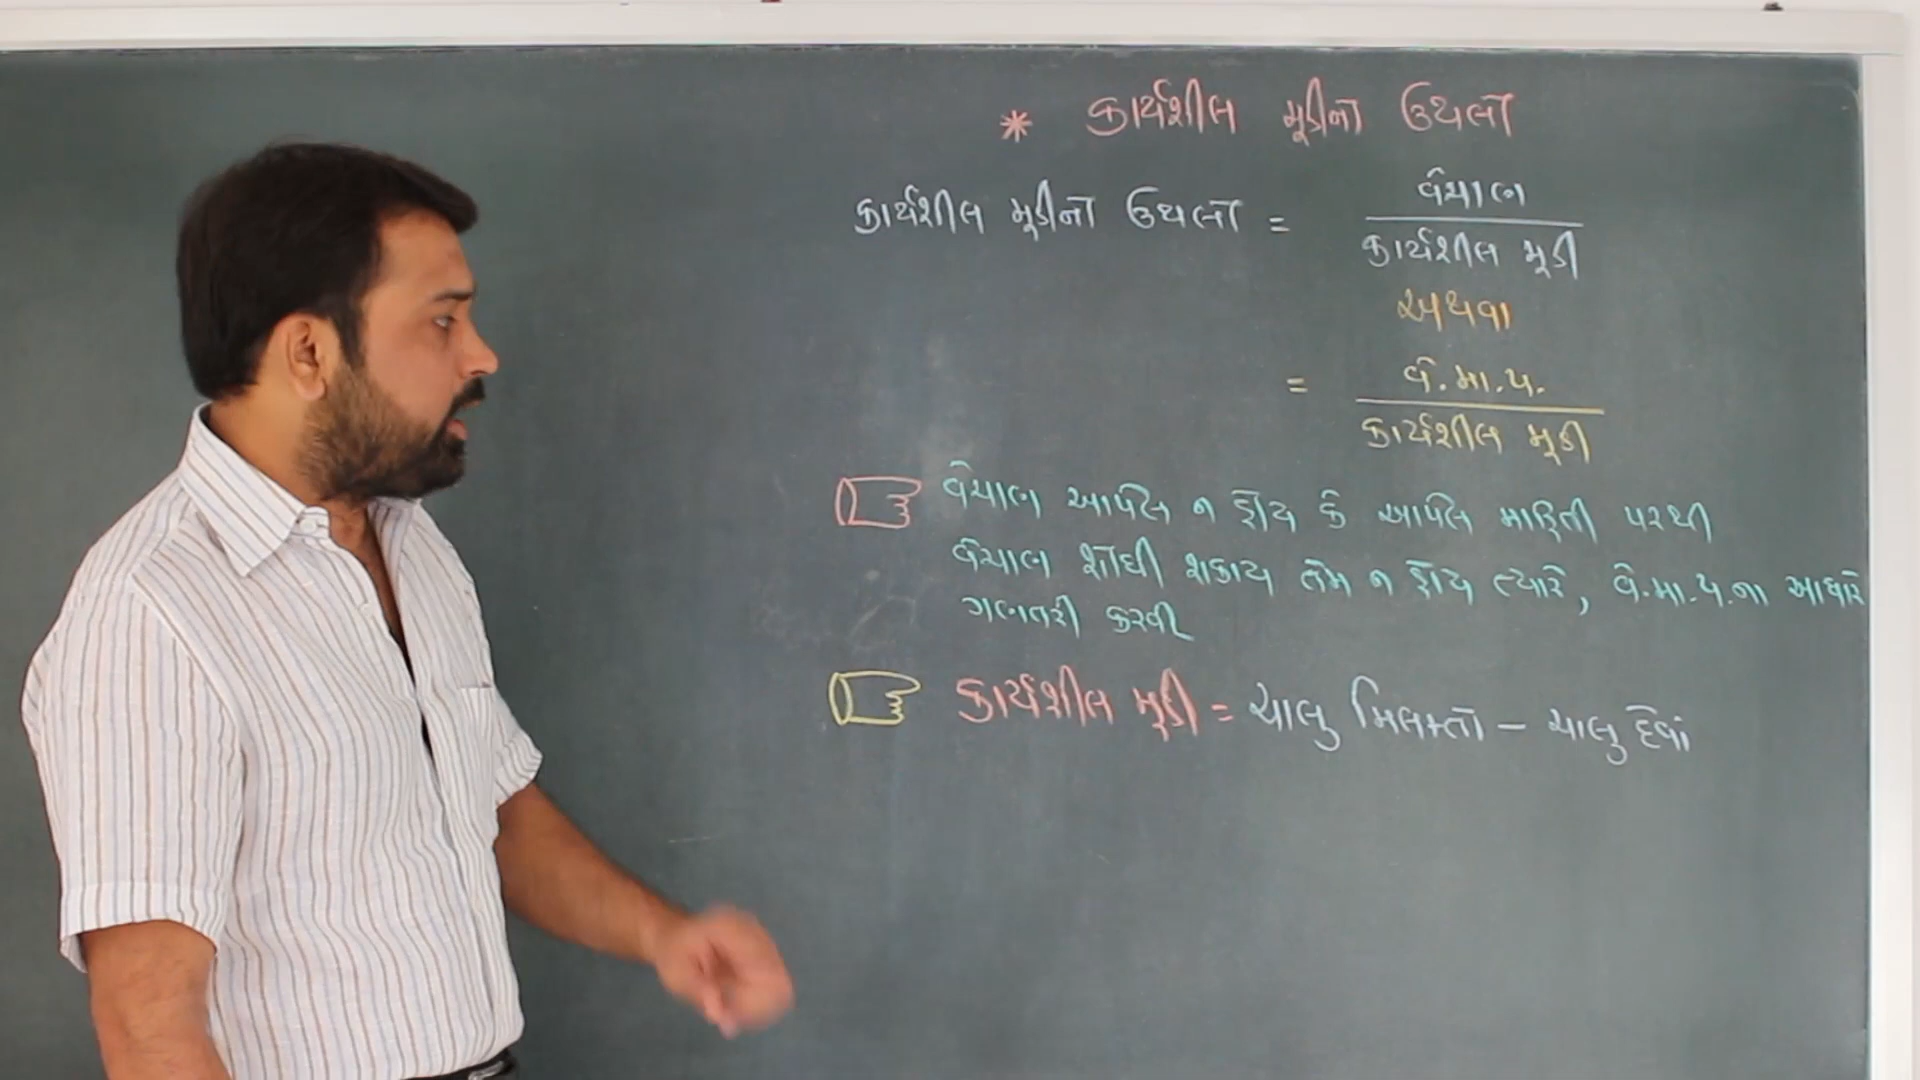 * કાર્યશીલ મૂડીનો ઉથલો
કાર્યશીલ મૂડીનો ઉથલો = વેચાણ
કાર્યશીલ મૂડી
અથવા
= વે.મા.પ.
કાર્યશીલ મૂડી
વેચાણ આપેલ ન હોય કે આપેલ માહિતી પરથી
વેચાણ શોધી શકાય તેમ ન હોય ત્યારે, વે.મા.પ.ના આધારે
ગણતરી કરવી
કાર્યશીલ મૂડી = ચાલુ મિલકતો – ચાલુ દેવાં